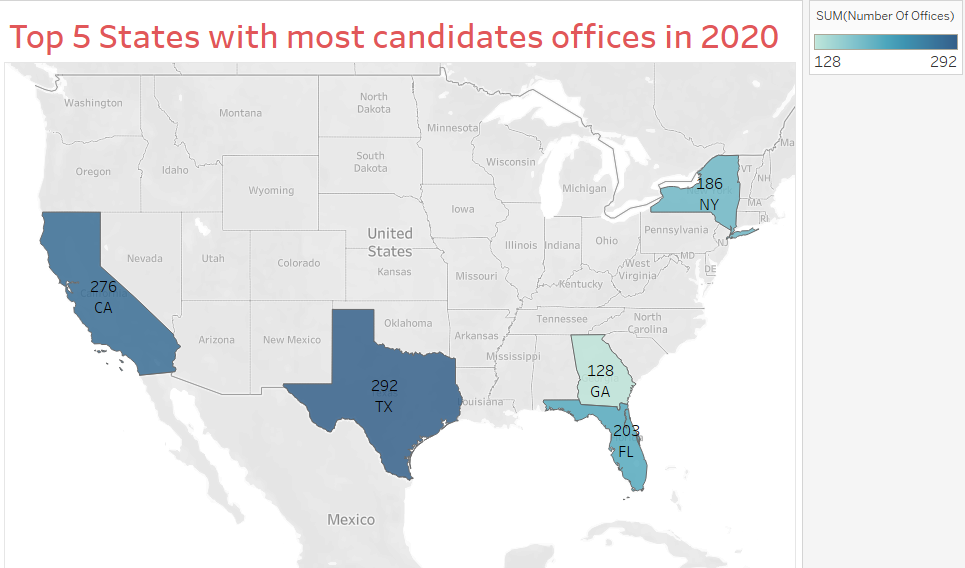 Top 5 States with most candidates offices in 2020
SUM(Number Of Offices)
128 292
Washington
Montana
North
Dakota
Minnesota
Oregon
Idaho
South
Dakota
Wisconsin
Michigan
Wyoming
Iowa
186
NY
VT
NH
Ma
MA
RI
Nevada
Utah
Colorado
United
States
Kansas
Missouri
Illinois
Indiana
Ohio
Pennsylvania
NJ
MD
DE
West
Virginia
Kentucky
276
CA
Arizona
New Mexico
Oklahoma
Arkansas
Tennessee
North
Carolina
Mississippi
292
TX
ouisiana
128
GA
203
FL
Mexico